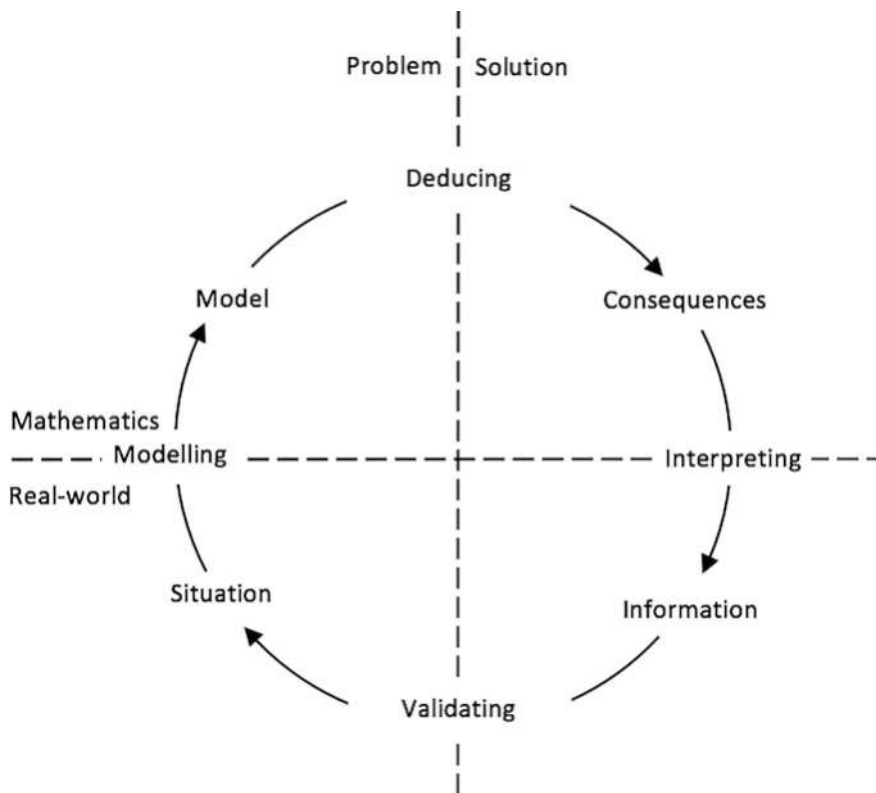 Problem Solution
Deducing
Model
Consequences
Mathematics
Modelling
Interpreting
Real-world
Situation
Information
Validating